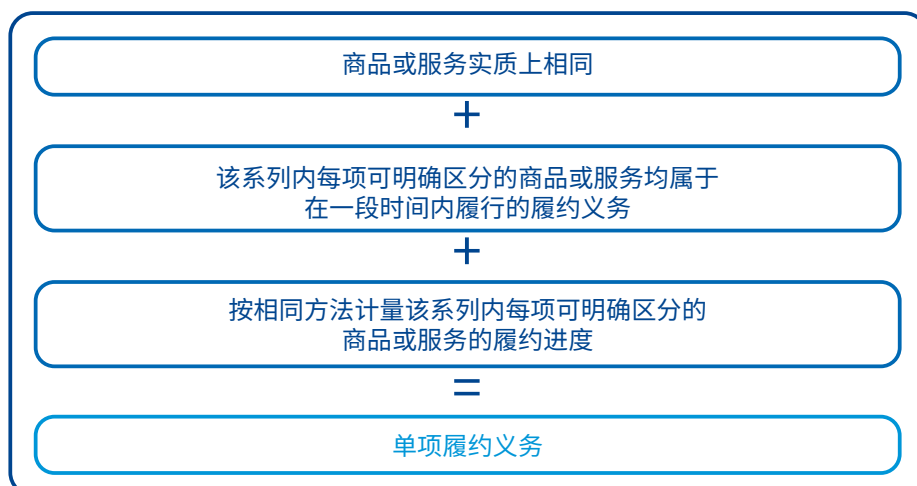 商品或服务实质上相同
+
该系列内每项可明确区分的商品或服务均属于
在一段时间内履行的履约义务
+
按相同方法计量该系列内每项可明确区分的
商品或服务的履约进度
=
单项履约义务